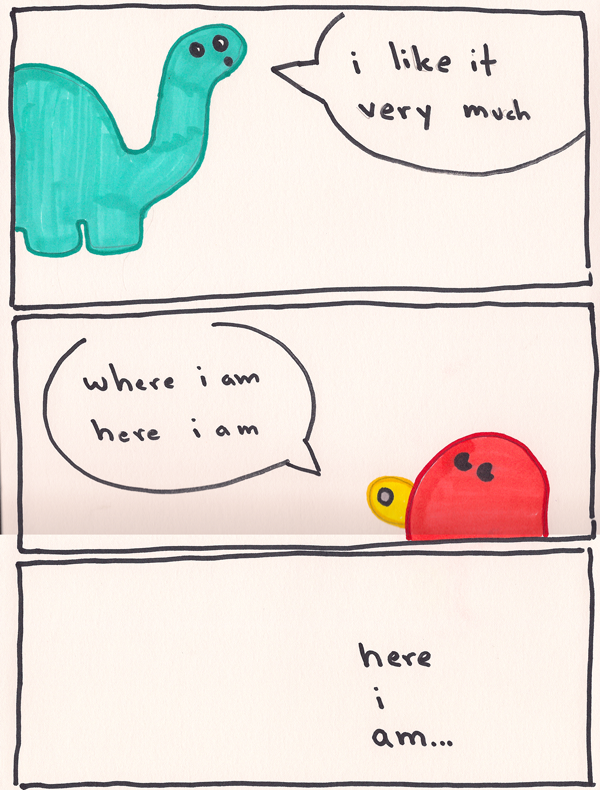 i like it
very much
where i am
here i am
here
i
am...